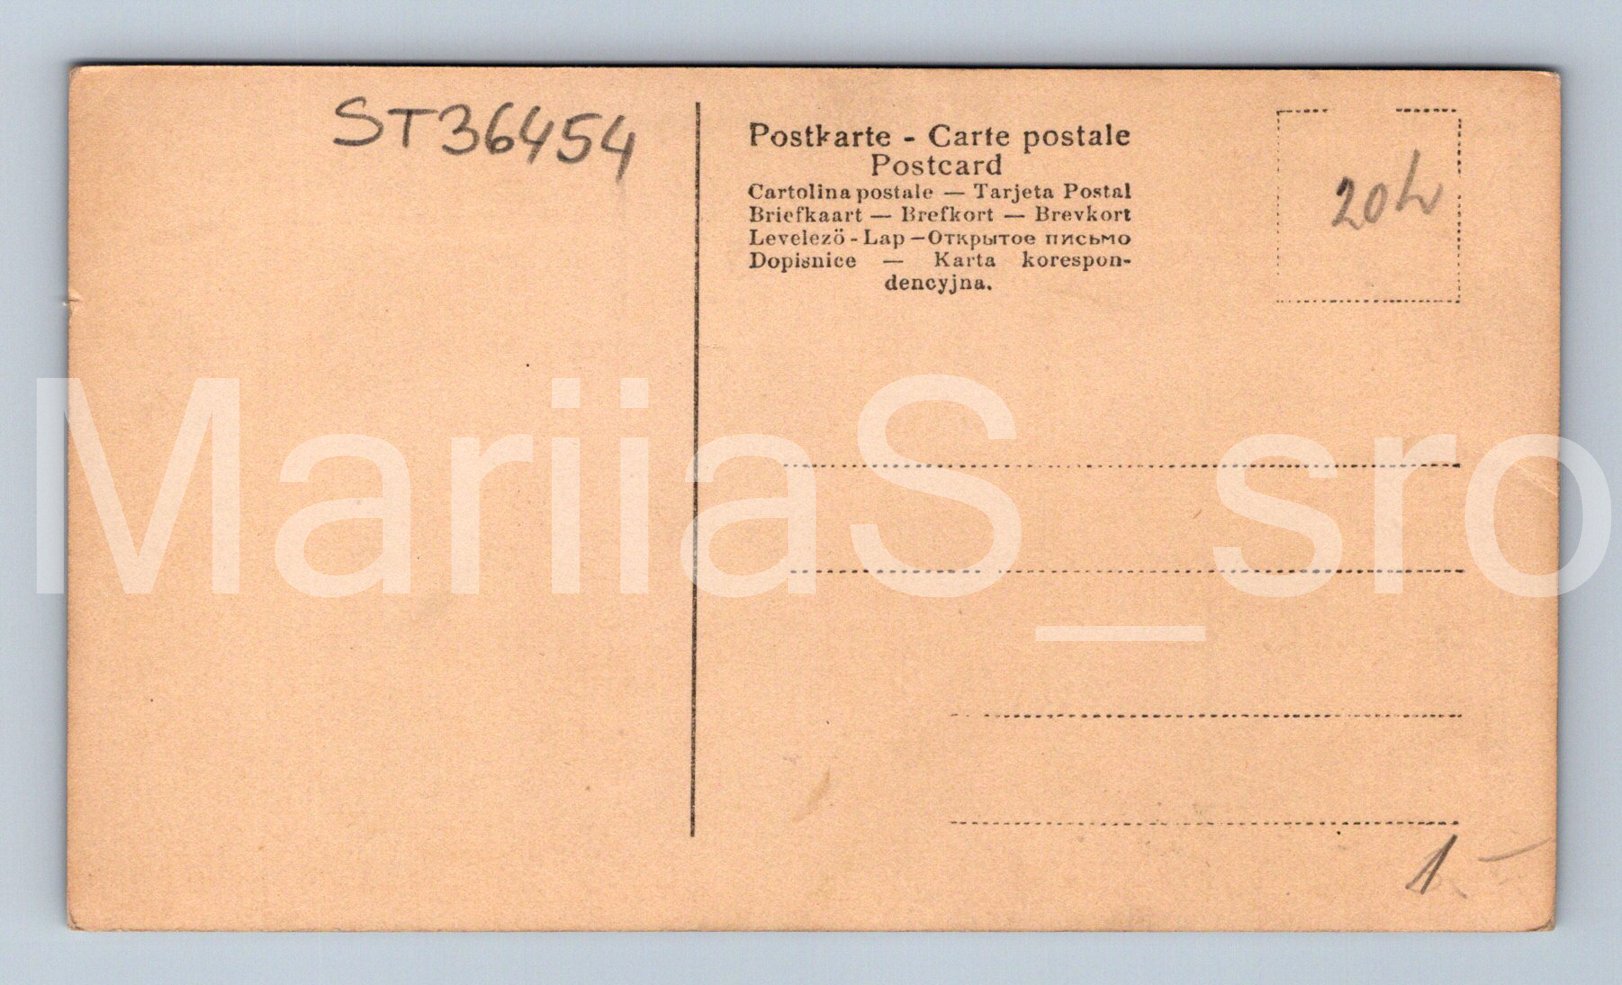 ST36454
Postkarte - Carte postale
Postcard
Cartolina postale — Tarjeta Postal
Briefkaart — Brefkort — Brevkort
Levelezö - Lap — Открытое письмо
Dopisnice — Karta korespon-
dencyjna.
MariiaS_sro
1 -